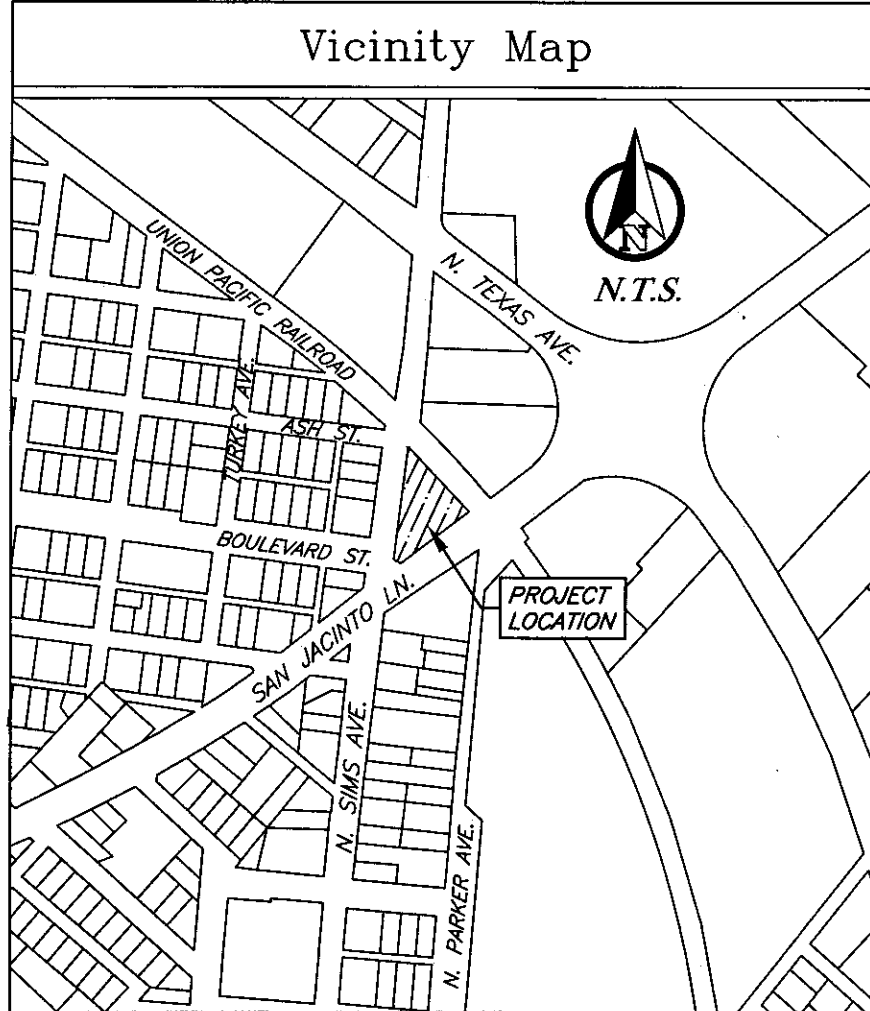 Vicinity Map
N
N.T.S.
UNION PACIFIC RAILROAD
N. TEXAS AVE.
TURKEY AVE.
ASH ST.
BOULEVARD ST.
PROJECT
LOCATION
SAN JACINTO LN.
N. SIMS AVE.
N. PARKER AVE.